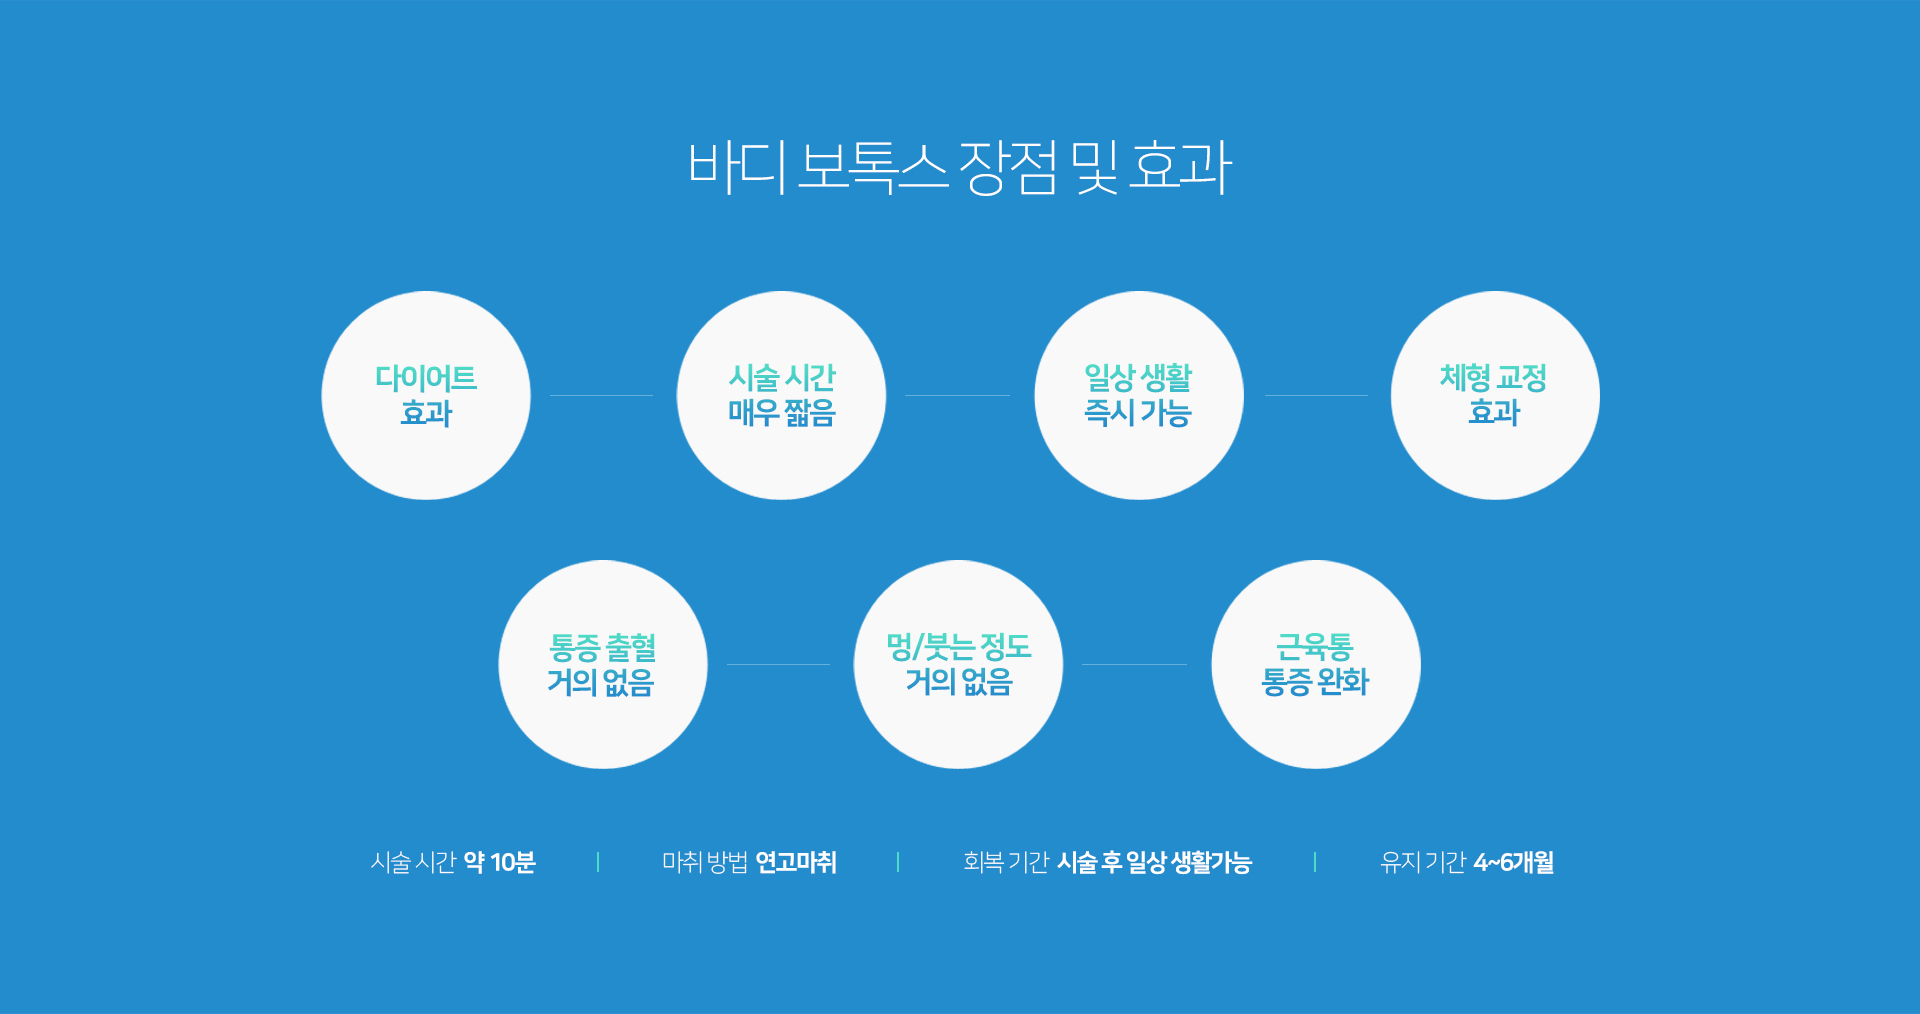 바디 보톡스 장점 및 효과
다이어트
효과
시술 시간
매우 짧음
일상 생활
즉시 가능
체형 교정
효과
통증 출혈
거의 없음
멍/붓는 정도
거의 없음
근육통
통증 완화
시술 시간 약 10분
마취 방법 연고마취
회복 기간 시술 후 일상 생활가능
유지 기간 4~6개월